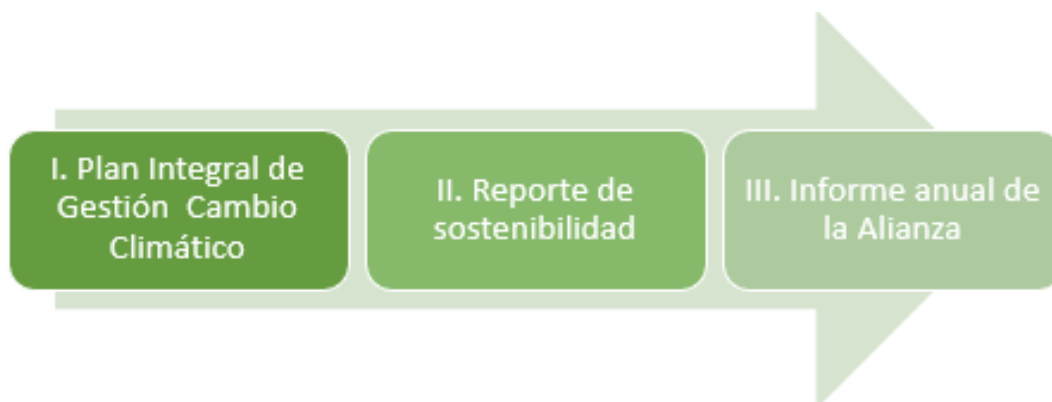 I. Plan Integral de
Gestión  Cambio
Climático
II. Reporte de
sostenibilidad
III. Informe anual de
la Alianza